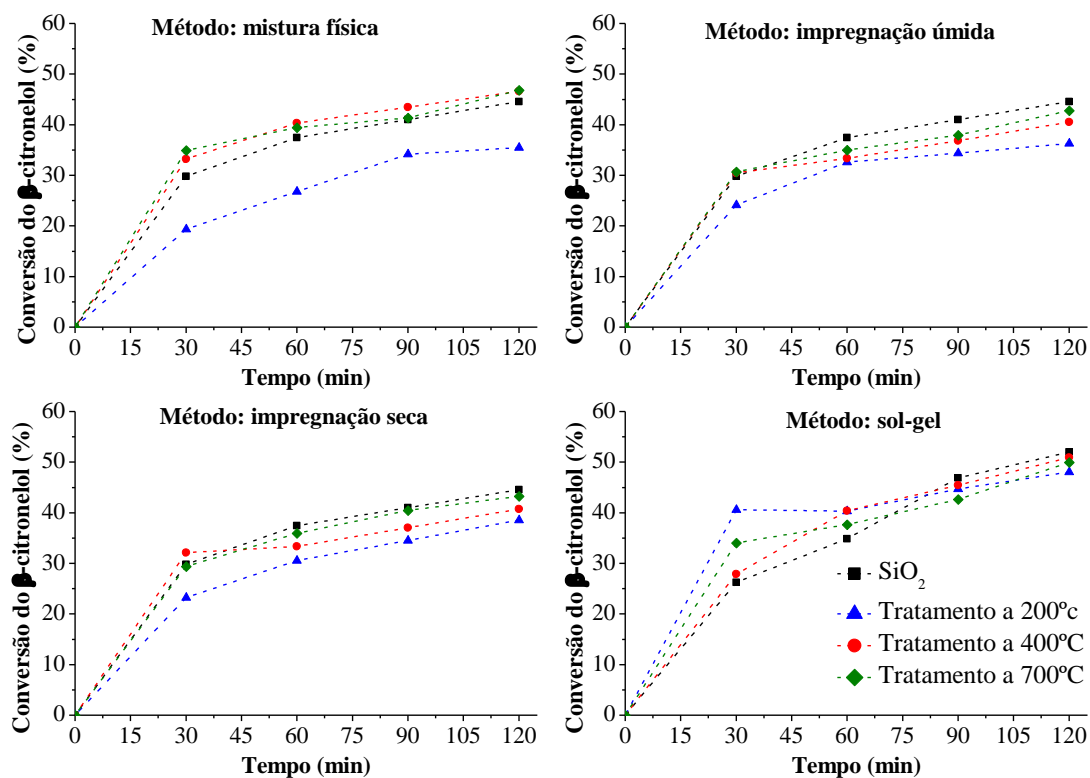 Método: mistura física
Conversão do β-citronelol (%)
60
50
40
30
20
10
0
0 15 30 45 60 75 90 105 120
Tempo (min)
Método: impregnação úmida
Conversão do β-citronelol (%)
60
50
40
30
20
10
0
0 15 30 45 60 75 90 105 120
Tempo (min)
Método: impregnação seca
Conversão do β-citronelol (%)
60
50
40
30
20
10
0
0 15 30 45 60 75 90 105 120
Tempo (min)
Método: sol-gel
Conversão do β-citronelol (%)
60
50
40
30
20
10
0
0 15 30 45 60 75 90 105 120
Tempo (min)
SiO₂
Tratamento a 200ºc
Tratamento a 400ºC
Tratamento a 700ºC